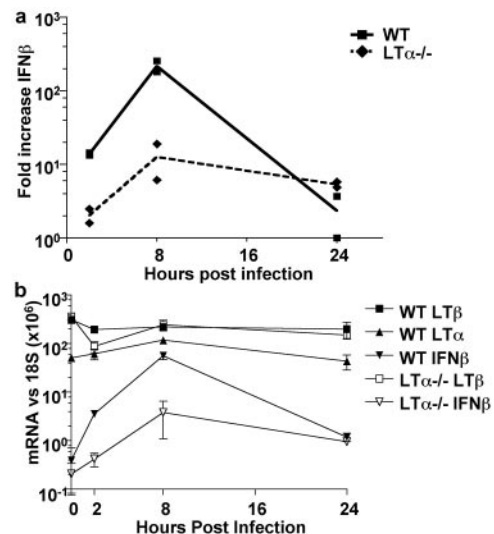 a
Fold increase IFNβ
10³
10²
10¹
10⁰
0 8 16 24
Hours post infection
WT
LTα-/-
b
mRNA vs 18S (x10⁶)
10³
10²
10¹
10⁰
10⁻¹
0 2 8 16 24
Hours Post Infection
WT LTβ
WT LTα
WT IFNβ
LTα-/- LTβ
LTα-/- IFNβ